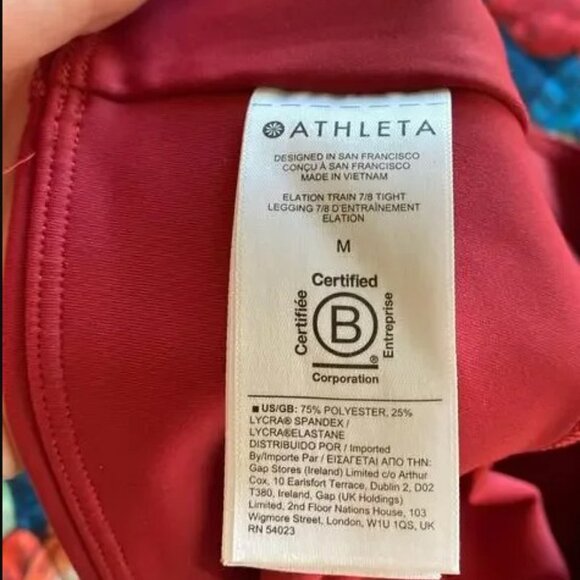 ATHLETA
DESIGNED IN SAN FRANCISCO
CONÇU À SAN FRANCISCO
MADE IN VIETNAM
ELATION TRAIN 7/8 TIGHT
LEGGING 7/8 D'ENTRAÎNEMENT
ELATION
M
Certified
Certifiée
B
®
Entreprise
Corporation
■ US/GB: 75% POLYESTER, 25%
LYCRA® SPANDEX /
LYCRA®ELASTANE
DISTRIBUIDO POR / Imported
By/Importe Par / ΕΙΣΑΓΕΤΑΙ ΑΠΟ ΤΗΝ:
Gap Stores (Ireland) Limited c/o Arthur
Cox, 10 Earlsfort Terrace, Dublin 2, D02
T380, Ireland, Gap (UK Holdings)
Limited, 2nd Floor Nations House, 103
Wigmore Street, London, W1U 1QS, UK
RN 54023